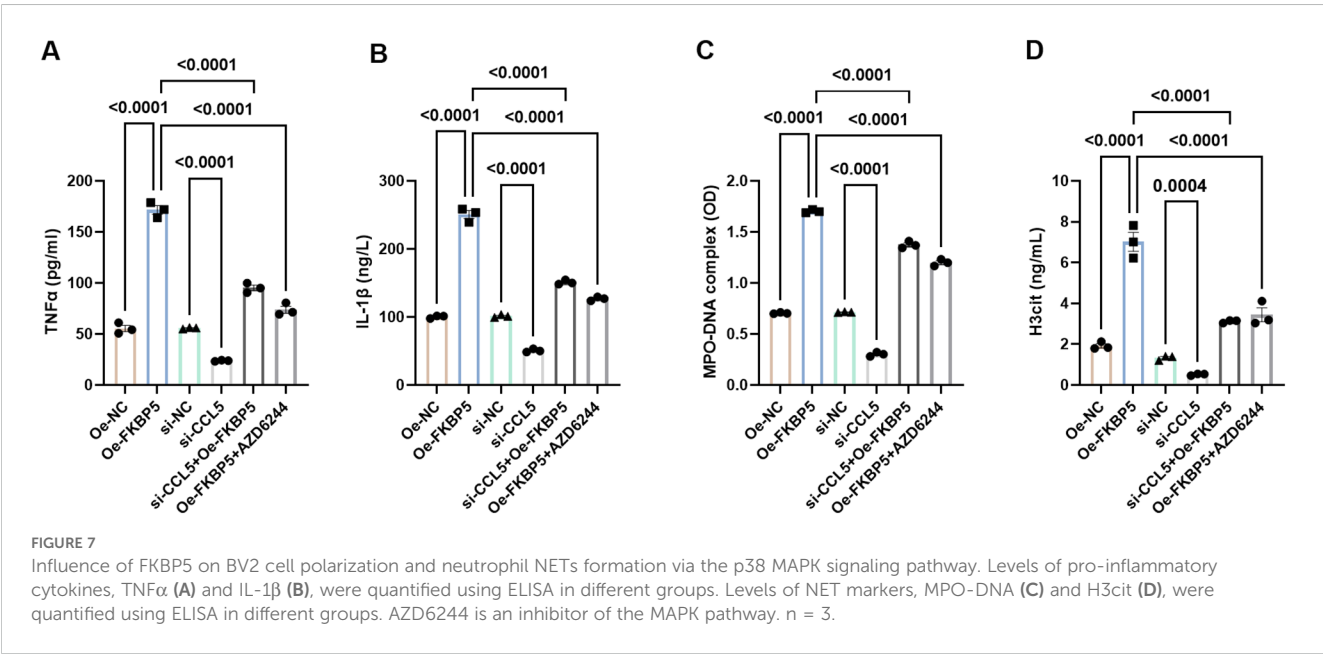 A
<0.0001
<0.0001
<0.0001
<0.0001
TNFα (pg/ml)
200
150
100
50
0
Oe-NC
Oe-FKBP5
si-NC
si-CCL5
si-CCL5+Oe-FKBP5
Oe-FKBP5+AZD6244
B
<0.0001
<0.0001
<0.0001
<0.0001
IL-1β (ng/L)
300
200
100
0
Oe-NC
Oe-FKBP5
si-NC
si-CCL5
si-CCL5+Oe-FKBP5
Oe-FKBP5+AZD6244
C
<0.0001
<0.0001
<0.0001
<0.0001
MPO-DNA complex (OD)
2.0
1.5
1.0
0.5
0.0
Oe-NC
Oe-FKBP5
si-NC
si-CCL5
si-CCL5+Oe-FKBP5
Oe-FKBP5+AZD6244
D
<0.0001
<0.0001
<0.0001
0.0004
H3cit (ng/mL)
10
8
6
4
2
0
Oe-NC
Oe-FKBP5
si-NC
si-CCL5
si-CCL5+Oe-FKBP5
Oe-FKBP5+AZD6244
FIGURE 7
Influence of FKBP5 on BV2 cell polarization and neutrophil NETs formation via the p38 MAPK signaling pathway. Levels of pro-inflammatory
cytokines, TNFα (A) and IL-1β (B), were quantified using ELISA in different groups. Levels of NET markers, MPO-DNA (C) and H3cit (D), were
quantified using ELISA in different groups. AZD6244 is an inhibitor of the MAPK pathway. n = 3.